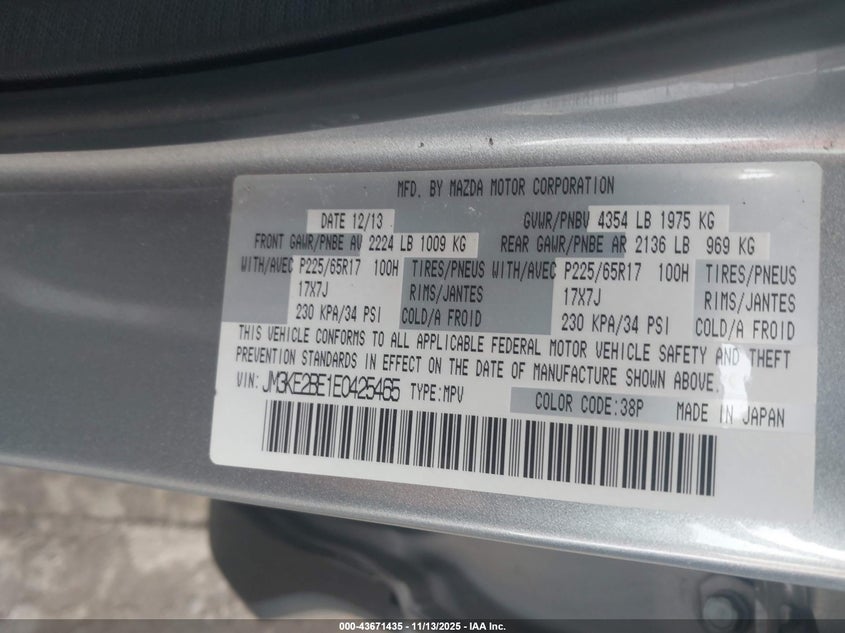 MFD. BY MAZDA MOTOR CORPORATION
DATE 12/13 GVWR/PNBV 4354 LB 1975 KG
FRONT GAWR/PNBE AV 2224 LB 1009 KG REAR GAWR/PNBE AR 2136 LB 969 KG
WITH/AVEC P225/65R17 100H TIRES/PNEUS WITH/AVEC P225/65R17 100H TIRES/PNEUS
17X7J RIMS/JANTES 17X7J RIMS/JANTES
230 KPA/34 PSI COLD/A FROID 230 KPA/34 PSI COLD/A FROID
THIS VEHICLE CONFORMS TO ALL APPLICABLE FEDERAL MOTOR VEHICLE SAFETY AND THEFT
PREVENTION STANDARDS IN EFFECT ON THE DATE OF MANUFACTURE SHOWN ABOVE.
VIN: JM3KE2BE1E0425465 TYPE:MPV COLOR CODE:38P MADE IN JAPAN
000-43671435 - 11/13/2025 - IAA Inc.